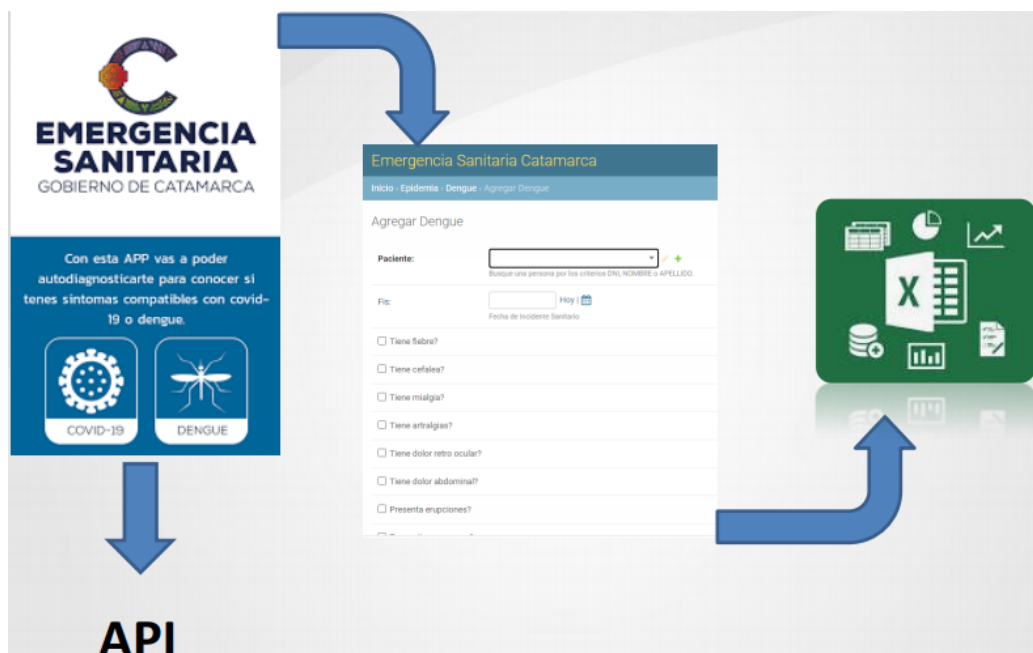 EMERGENCIA
SANITARIA
GOBIERNO DE CATAMARCA
Con esta APP vas a poder
autodiagnosticarte para conocer si
tenes sintomas compatibles con covid-
19 o dengue.
COVID-19
DENGUE
API
Emergencia Sanitaria Catamarca
Inicio › Epidemia › Dengue › Agregar Dengue
Agregar Dengue
Paciente:
Busque una persona por los criterios DNI, NOMBRE o APELLIDO.
Fis:
Hoy |
Fecha de Incidente Sanitario
Tiene fiebre?
Tiene cefalea?
Tiene mialgia?
Tiene artralgias?
Tiene dolor retro ocular?
Tiene dolor abdominal?
Presenta erupciones?
X